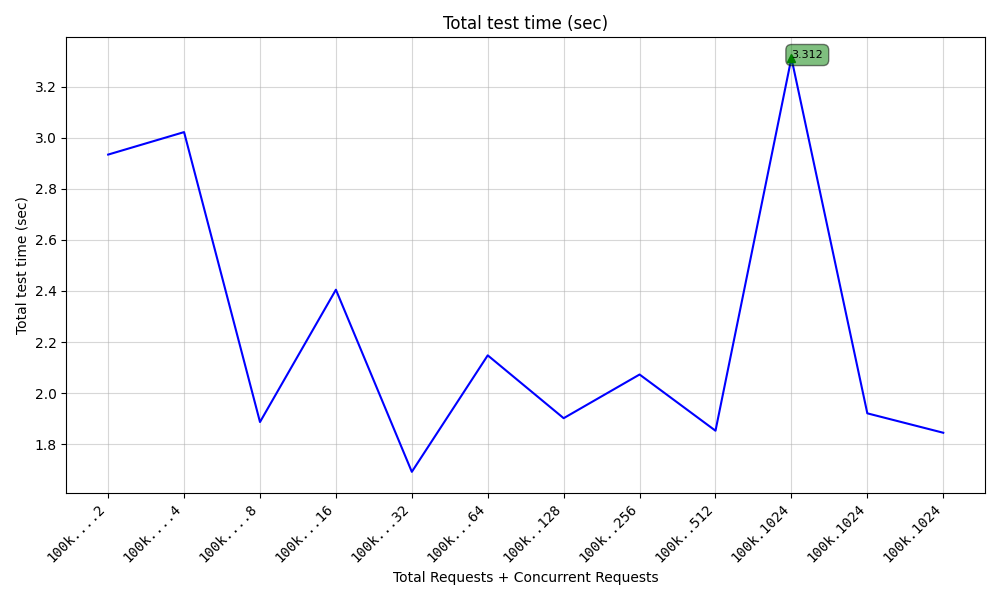 Total test time (sec)
3.312
3.2
3.0
2.8
2.6
2.4
2.2
2.0
1.8
Total test time (sec)
100k....2
100k....4
100k....8
100k...16
100k...32
100k...64
100k..128
100k..256
100k..512
100k.1024
100k.1024
100k.1024
Total Requests + Concurrent Requests